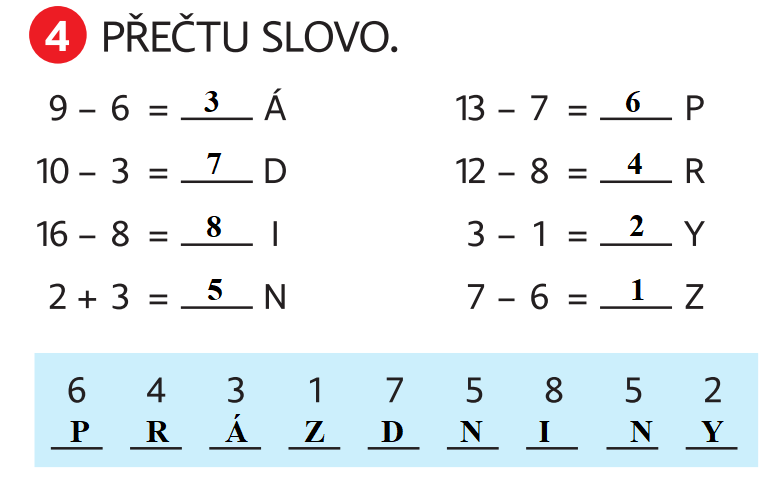 4 PŘEČTU SLOVO.
9 – 6 = 3 Á 13 – 7 = 6 P
10 – 3 = 7 D 12 – 8 = 4 R
16 – 8 = 8 I 3 – 1 = 2 Y
2 + 3 = 5 N 7 – 6 = 1 Z
6 4 3 1 7 5 8 5 2
P R Á Z D N I N Y